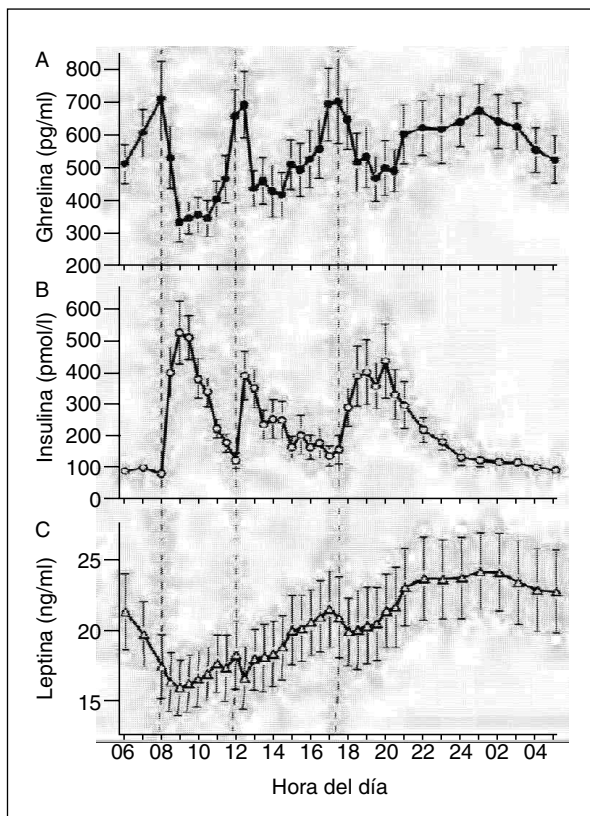 A
800
700
600
500
400
300
200
Ghrelina (pg/ml)
B
600
500
400
300
200
100
0
Insulina (pmol/l)
C
25
20
15
Leptina (ng/ml)
06 08 10 12 14 16 18 20 22 24 02 04
Hora del día